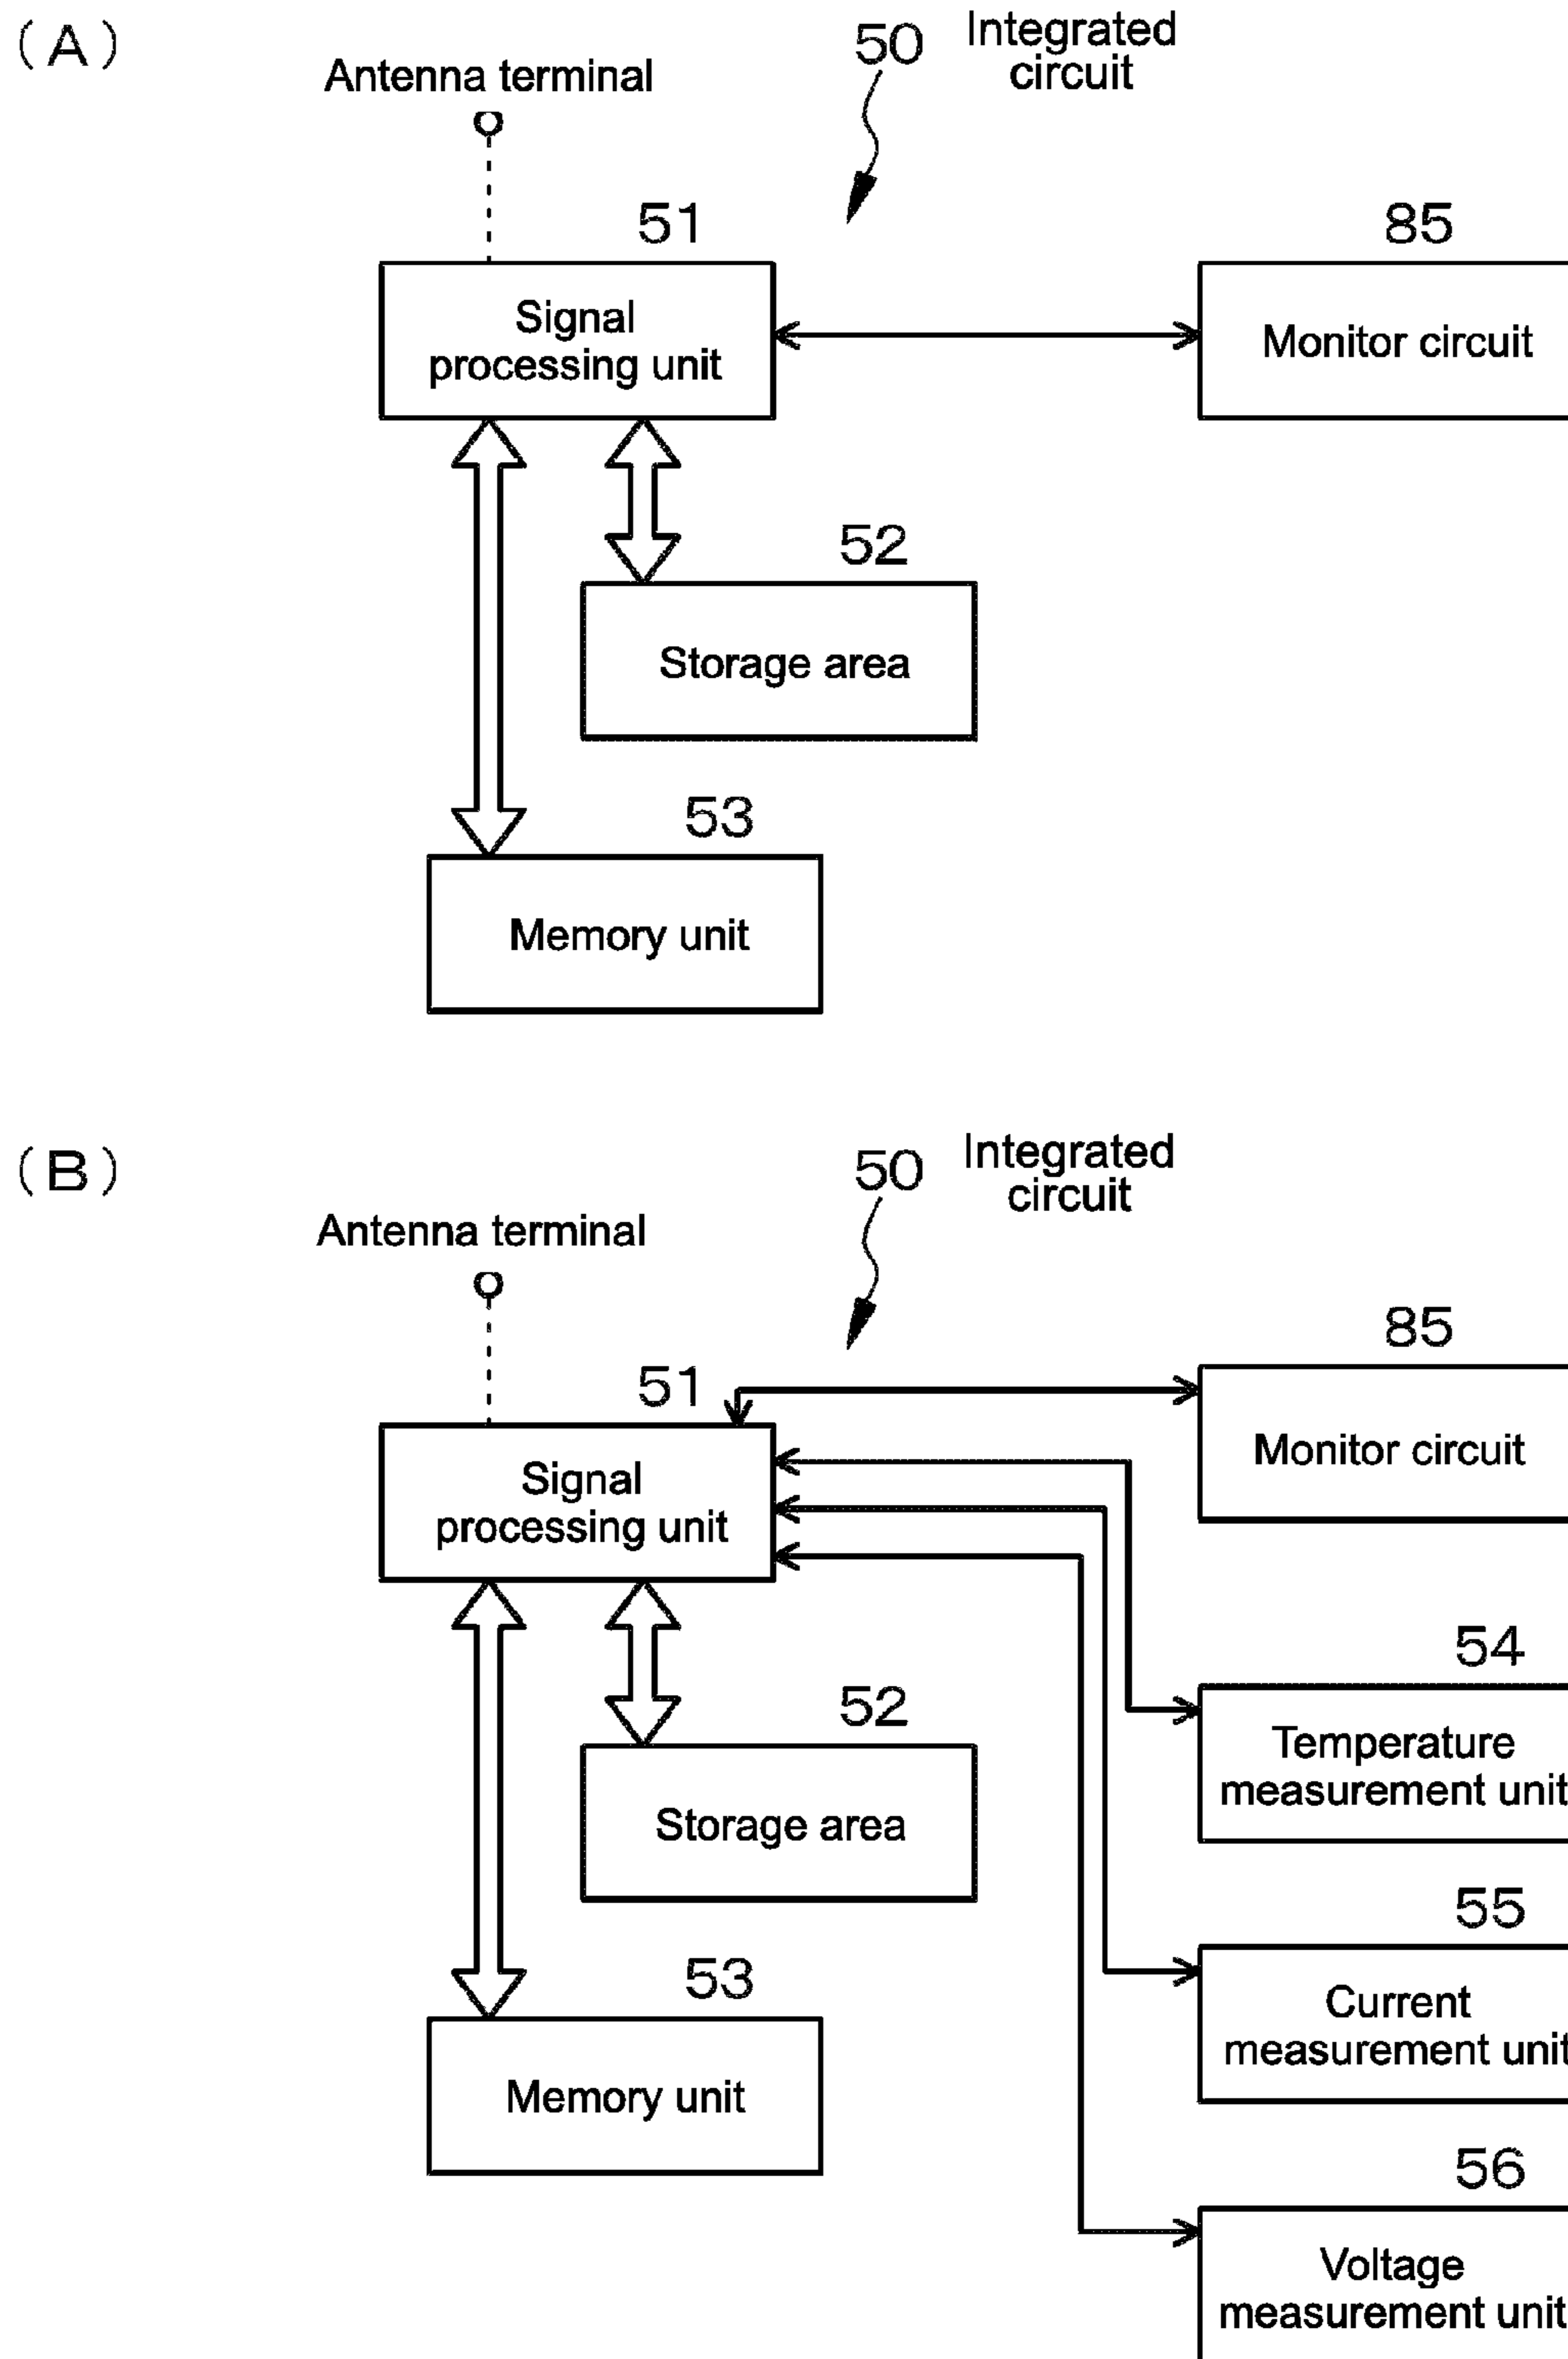 (A)
50
Integrated
circuit
Antenna terminal
51
85
Signal
processing unit
Monitor circuit
52
Storage area
53
Memory unit
(B)
50
Integrated
circuit
Antenna terminal
85
51
Monitor circuit
Signal
processing unit
54
52
Temperature
measurement unit
Storage area
55
53
Current
measurement unit
Memory unit
56
Voltage
measurement unit